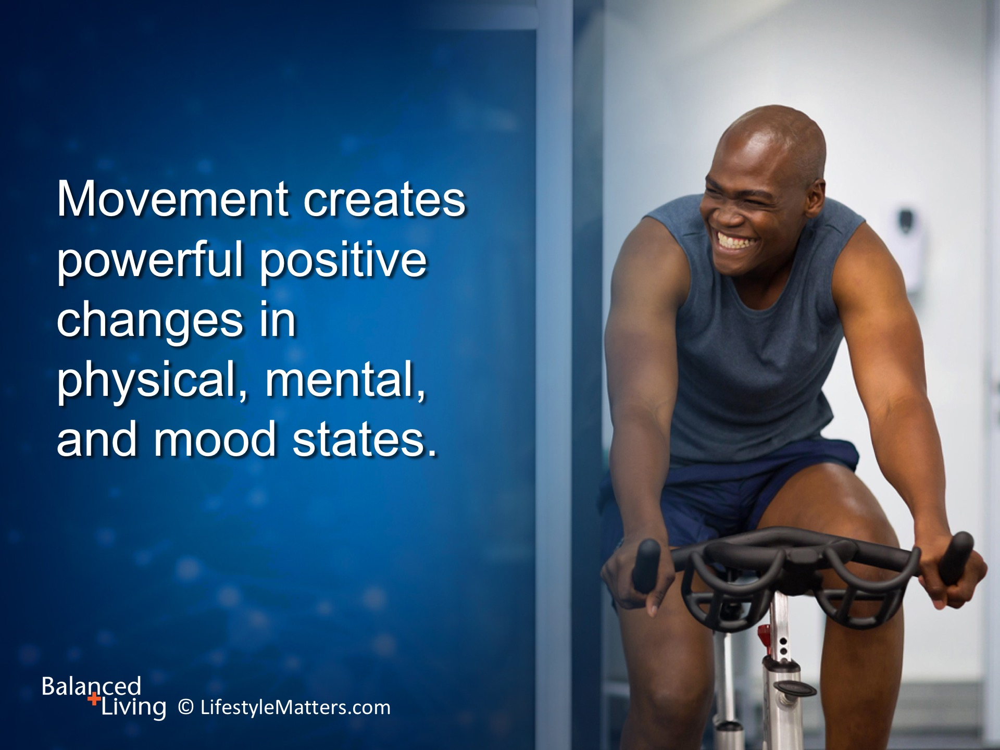 Movement creates
powerful positive
changes in
physical, mental,
and mood states.
Balanced
Living © LifestyleMatters.com